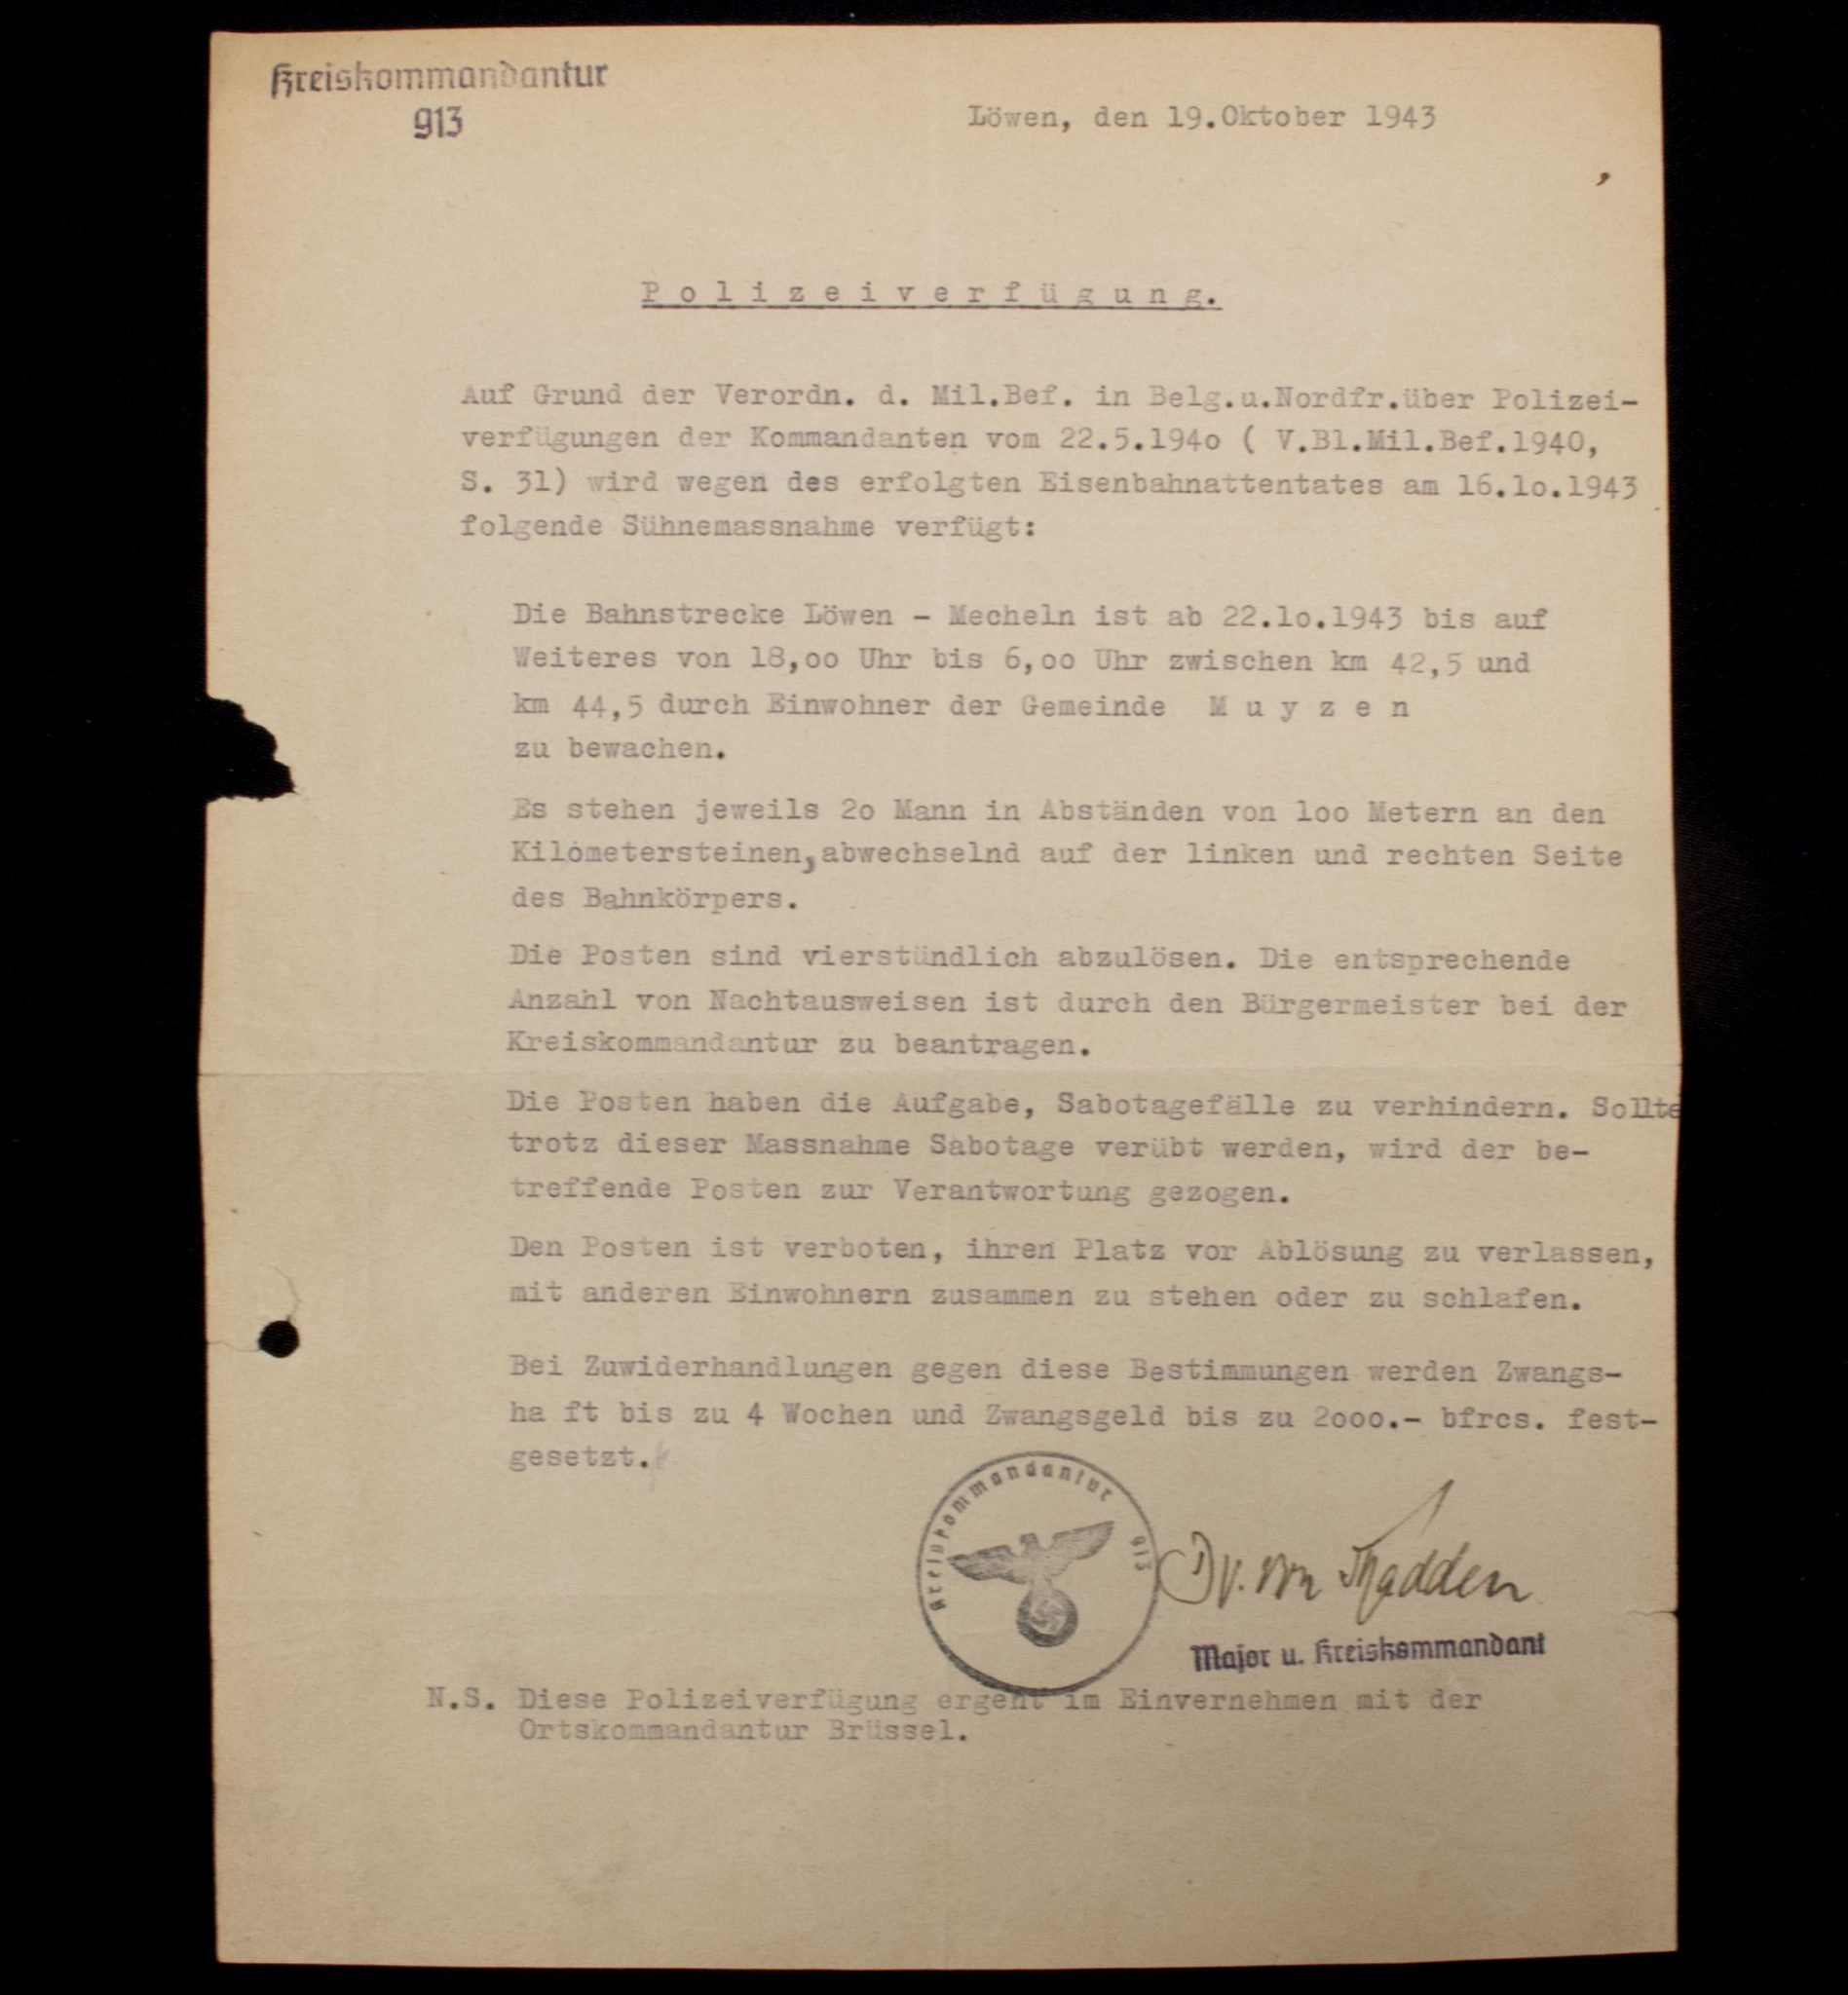 Kreiskommandantur
913
Löwen, den 19.Oktober 1943
P o l i z e i v e r f ü g u n g.
Auf Grund der Verordn. d. Mil.Bef. in Belg.u.Nordfr.über Polizei-
verfügungen der Kommandanten vom 22.5.194o ( V.Bl.Mil.Bef.1940,
S. 31) wird wegen des erfolgten Eisenbahnattentates am 16.1o.1943
folgende Sühnemassnahme verfügt:
Die Bahnstrecke Löwen - Mecheln ist ab 22.1o.1943 bis auf
Weiteres von 18,oo Uhr bis 6,oo Uhr zwischen km 42,5 und
km 44,5 durch Einwohner der Gemeinde M u y z e n
zu bewachen.
Es stehen jeweils 2o Mann in Abständen von 1oo Metern an den
Kilometersteinen,abwechselnd auf der linken und rechten Seite
des Bahnkörpers.
Die Posten sind vierstündlich abzulösen. Die entsprechende
Anzahl von Nachtausweisen ist durch den Bürgermeister bei der
Kreiskommandantur zu beantragen.
Die Posten haben die Aufgabe, Sabotagefälle zu verhindern. Sollte
trotz dieser Massnahme Sabotage verübt werden, wird der be-
treffende Posten zur Verantwortung gezogen.
Den Posten ist verboten, ihren Platz vor Ablösung zu verlassen,
mit anderen Einwohnern zusammen zu stehen oder zu schlafen.
Bei Zuwiderhandlungen gegen diese Bestimmungen werden Zwangs-
ha ft bis zu 4 Wochen und Zwangsgeld bis zu 2ooo.- bfrcs. fest-
gesetzt.
Kreiskommandantur 913
Dr. von Thadden
Major u. Kreiskommandant
N.S. Diese Polizeiverfügung ergeht im Einvernehmen mit der
Ortskommandantur Brüssel.